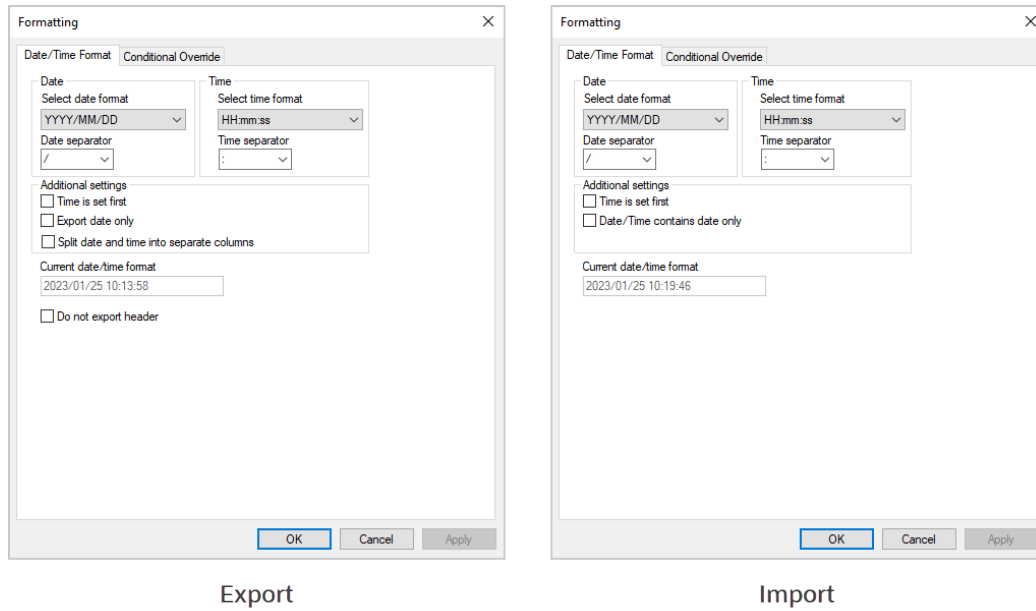 Formatting
Date/Time Format Conditional Override
Date
Select date format
YYYY/MM/DD
Date separator
/
Time
Select time format
HH:mm:ss
Time separator
:
Additional settings
Time is set first
Export date only
Split date and time into separate columns
Current date/time format
2023/01/25 10:13:58
Do not export header
OK Cancel Apply
Export
Formatting
Date/Time Format Conditional Override
Date
Select date format
YYYY/MM/DD
Date separator
/
Time
Select time format
HH:mm:ss
Time separator
:
Additional settings
Time is set first
Date/Time contains date only
Current date/time format
2023/01/25 10:19:46
OK Cancel Apply
Import